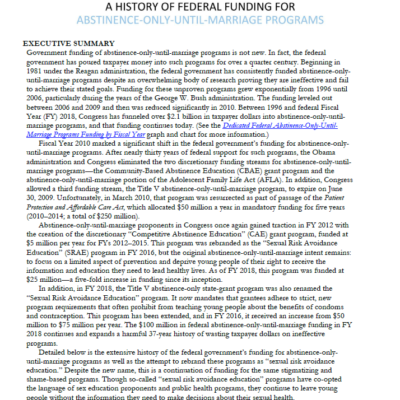 A HISTORY OF FEDERAL FUNDING FOR
ABSTINENCE-ONLY-UNTIL-MARRIAGE PROGRAMS
EXECUTIVE SUMMARY
Government funding of abstinence-only-until-marriage programs is not new. In fact, the federal
government has poured taxpayer money into such programs for over a quarter century. Beginning in
1981 under the Reagan administration, the federal government has consistently funded abstinence-only-
until-marriage programs despite an overwhelming body of research proving they are ineffective and fail
to achieve their stated goals. Funding for these unproven programs grew exponentially from 1996 until
2006, particularly during the years of the George W. Bush administration. The funding leveled out
between 2006 and 2009 and then was reduced significantly in 2010. Between 1996 and federal Fiscal
Year (FY) 2018, Congress has funneled over $2.1 billion in taxpayer dollars into abstinence-only-until-
marriage programs, and that funding continues today. (See the Dedicated Federal Abstinence-Only-Until-
Marriage Programs Funding by Fiscal Year graph and chart for more information.)
Fiscal Year 2010 marked a significant shift in the federal government's funding for abstinence-only-
until-marriage programs. After nearly thirty years of federal support for such programs, the Obama
administration and Congress eliminated the two discretionary funding streams for abstinence-only-until-
marriage programs—the Community-Based Abstinence Education (CBAE) grant program and the
abstinence-only-until-marriage portion of the Adolescent Family Life Act (AFLA). In addition, Congress
allowed a third funding stream, the Title V abstinence-only-until-marriage program, to expire on June
30, 2009. Unfortunately, in March 2010, that program was resurrected as part of passage of the Patient
Protection and Affordable Care Act, which allocated $50 million a year in mandatory funding for five years
(2010–2014; a total of $250 million).
Abstinence-only-until-marriage proponents in Congress once again gained traction in FY 2012 with
the creation of the discretionary "Competitive Abstinence Education" (CAE) grant program, funded at
$5 million per year for FYs 2012–2015. This program was rebranded as the "Sexual Risk Avoidance
Education" (SRAE) program in FY 2016, but the original abstinence-only-until-marriage intent remains:
to focus on a limited aspect of prevention and deprive young people of their right to receive the
information and education they need to lead healthy lives. As of FY 2018, this program was funded at
$25 million—a five-fold increase in funding since its inception.
In addition, in FY 2018, the Title V abstinence-only state-grant program was also renamed the
"Sexual Risk Avoidance Education" program. It now mandates that grantees adhere to strict, new
program requirements that often prohibit from teaching young people about the benefits of condoms
and contraception. This program has been extended, and in FY 2016, it received an increase from $50
million to $75 million per year. The $100 million in federal abstinence-only-until-marriage funding in FY
2018 continues and expands a harmful 37-year history of wasting taxpayer dollars on ineffective
programs.
Detailed below is the extensive history of the federal government's funding for abstinence-only-
until-marriage programs as well as the attempt to rebrand these programs as "sexual risk avoidance
education." Despite the new name, this is a continuation of funding for the same stigmatizing and
shame-based programs. Though so-called "sexual risk avoidance education" programs have co-opted
the language of sex education proponents and public health programs, they continue to leave young
people without the information they need to make decisions about their sexual health.